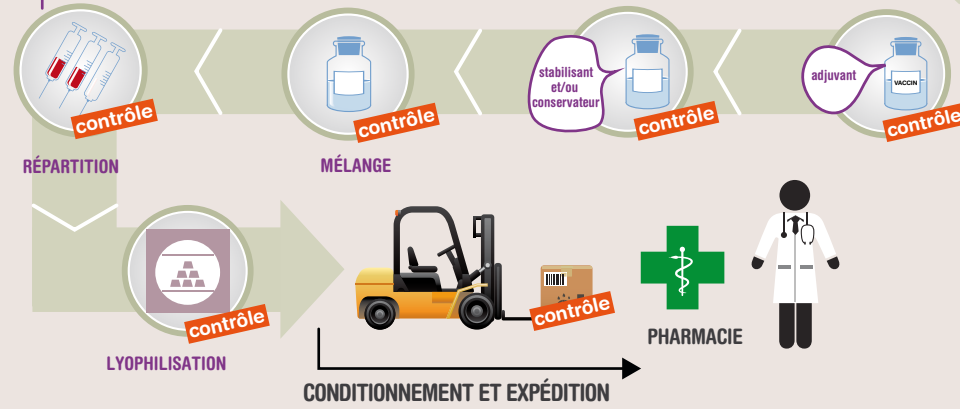 adjuvant
VACCIN
contrôle
stabilisant
et/ou
conservateur
contrôle
contrôle
MÉLANGE
contrôle
RÉPARTITION
contrôle
LYOPHILISATION
contrôle
CONDITIONNEMENT ET EXPÉDITION
PHARMACIE